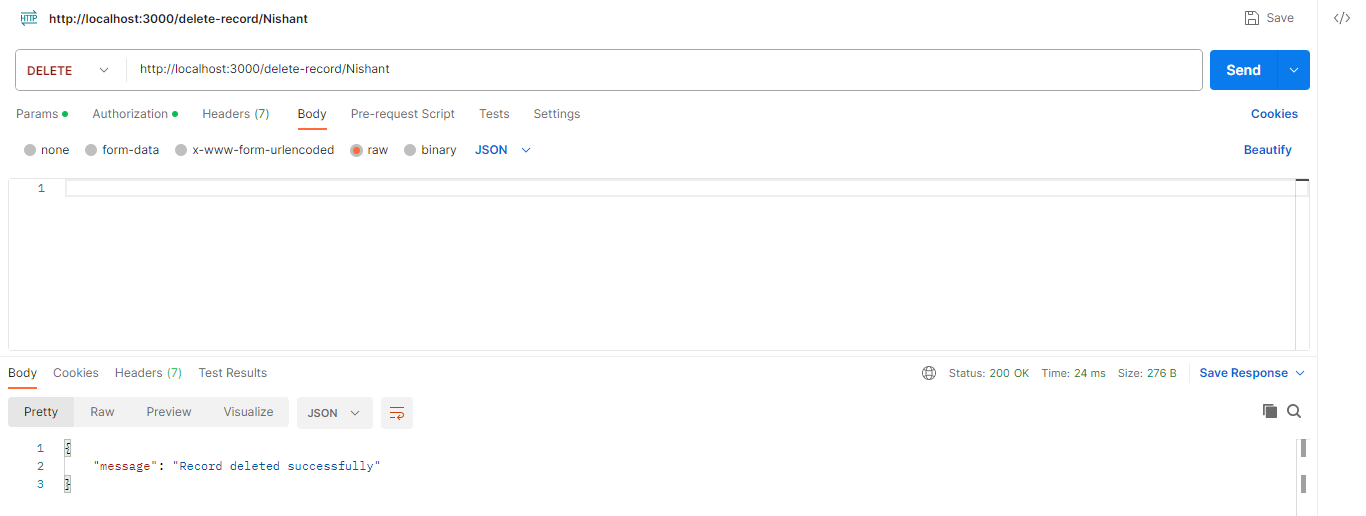 HTTP http://localhost:3000/delete-record/Nishant Save </>
DELETE http://localhost:3000/delete-record/Nishant Send
Params Authorization Headers (7) Body Pre-request Script Tests Settings Cookies
none form-data x-www-form-urlencoded raw binary JSON Beautify
1
Body Cookies Headers (7) Test Results Status: 200 OK Time: 24 ms Size: 276 B Save Response
Pretty Raw Preview Visualize JSON
1 {
2 "message": "Record deleted successfully"
3 }